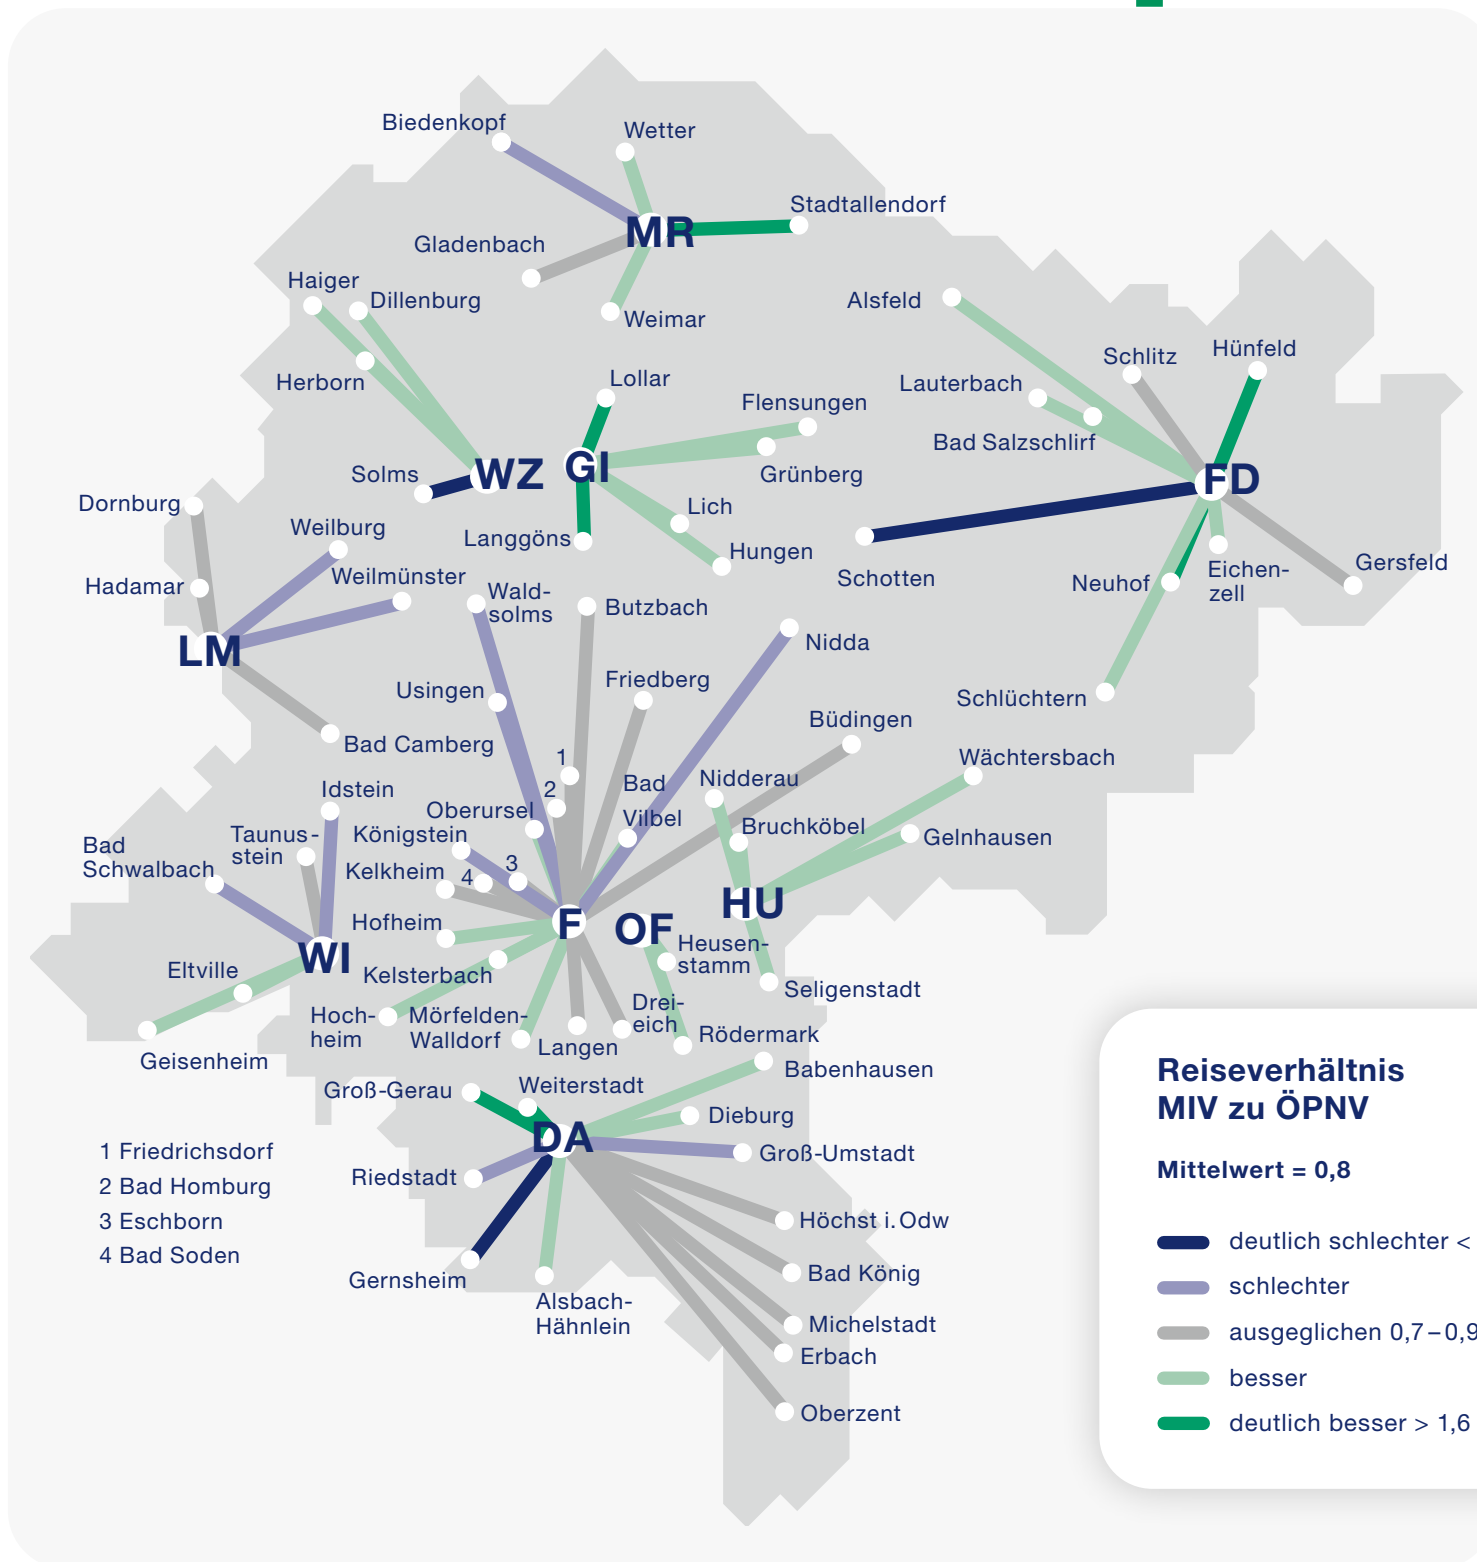 Biedenkopf
Wetter
Stadtallendorf
MR
Gladenbach
Haiger
Dillenburg
Weimar
Alsfeld
Herborn
Lollar
Schlitz
Hünfeld
Lauterbach
Flensungen
Bad Salzschlirf
Solms
WZ
GI
Grünberg
FD
Dornburg
Weilburg
Langgöns
Lich
Hungen
Schotten
Neuhof
Eichen-
zell
Gersfeld
Hadamar
Weilmünster
Wald-
solms
Butzbach
LM
Nidda
Usingen
Friedberg
Schlüchtern
Bad Camberg
Büdingen
1
2
Bad
Vilbel
Nidderau
Wächtersbach
Idstein
Oberursel
Bruchköbel
Gelnhausen
Taunus-
stein
Königstein
Bad
Schwalbach
Kelkheim
4
3
HU
F
OF
Hofheim
WI
Heusen-
stamm
Eltville
Kelsterbach
Seligenstadt
Hoch-
heim
Mörfelden-
Walldorf
Langen
Drei-
eich
Rödermark
Geisenheim
Babenhausen
Groß-Gerau
Weiterstadt
Dieburg
DA
Groß-Umstadt
Riedstadt
Höchst i. Odw
Gernsheim
Bad König
Alsbach-
Hähnlein
Michelstadt
Erbach
Oberzent
1 Friedrichsdorf
2 Bad Homburg
3 Eschborn
4 Bad Soden
Reiseverhältnis
MIV zu ÖPNV
Mittelwert = 0,8
deutlich schlechter <
schlechter
ausgeglichen 0,7–0,9
besser
deutlich besser > 1,6